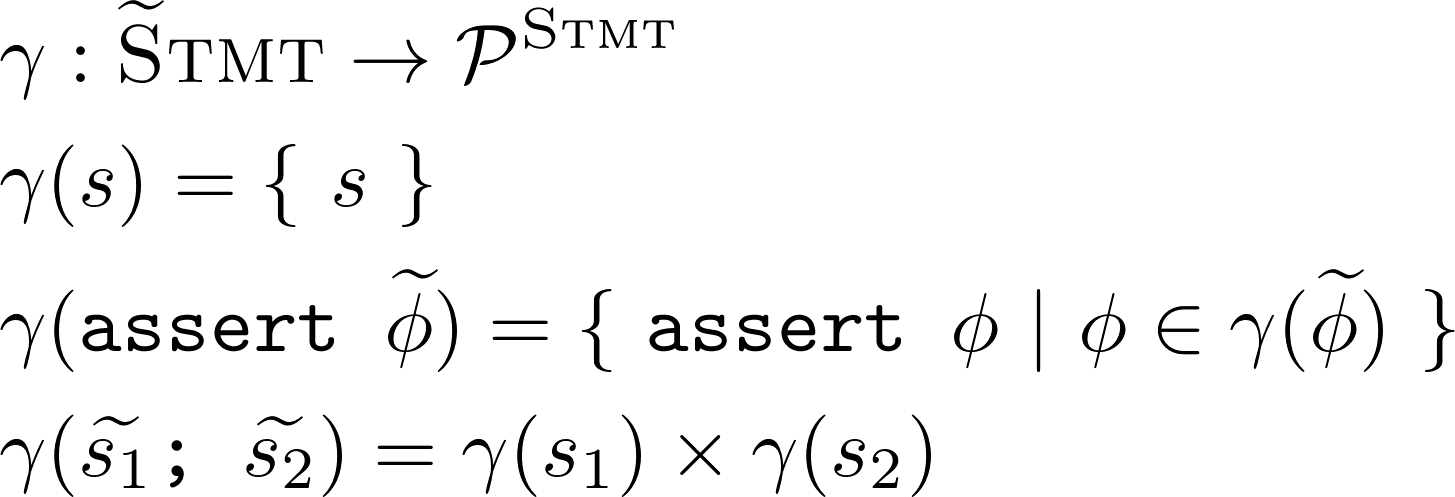 γ : S̃TMT → 𝒫^STMT
γ(s) = { s }
γ(assert ϕ̃) = { assert ϕ | ϕ ∈ γ(ϕ̃) }
γ(s̃₁; s̃₂) = γ(s₁) × γ(s₂)